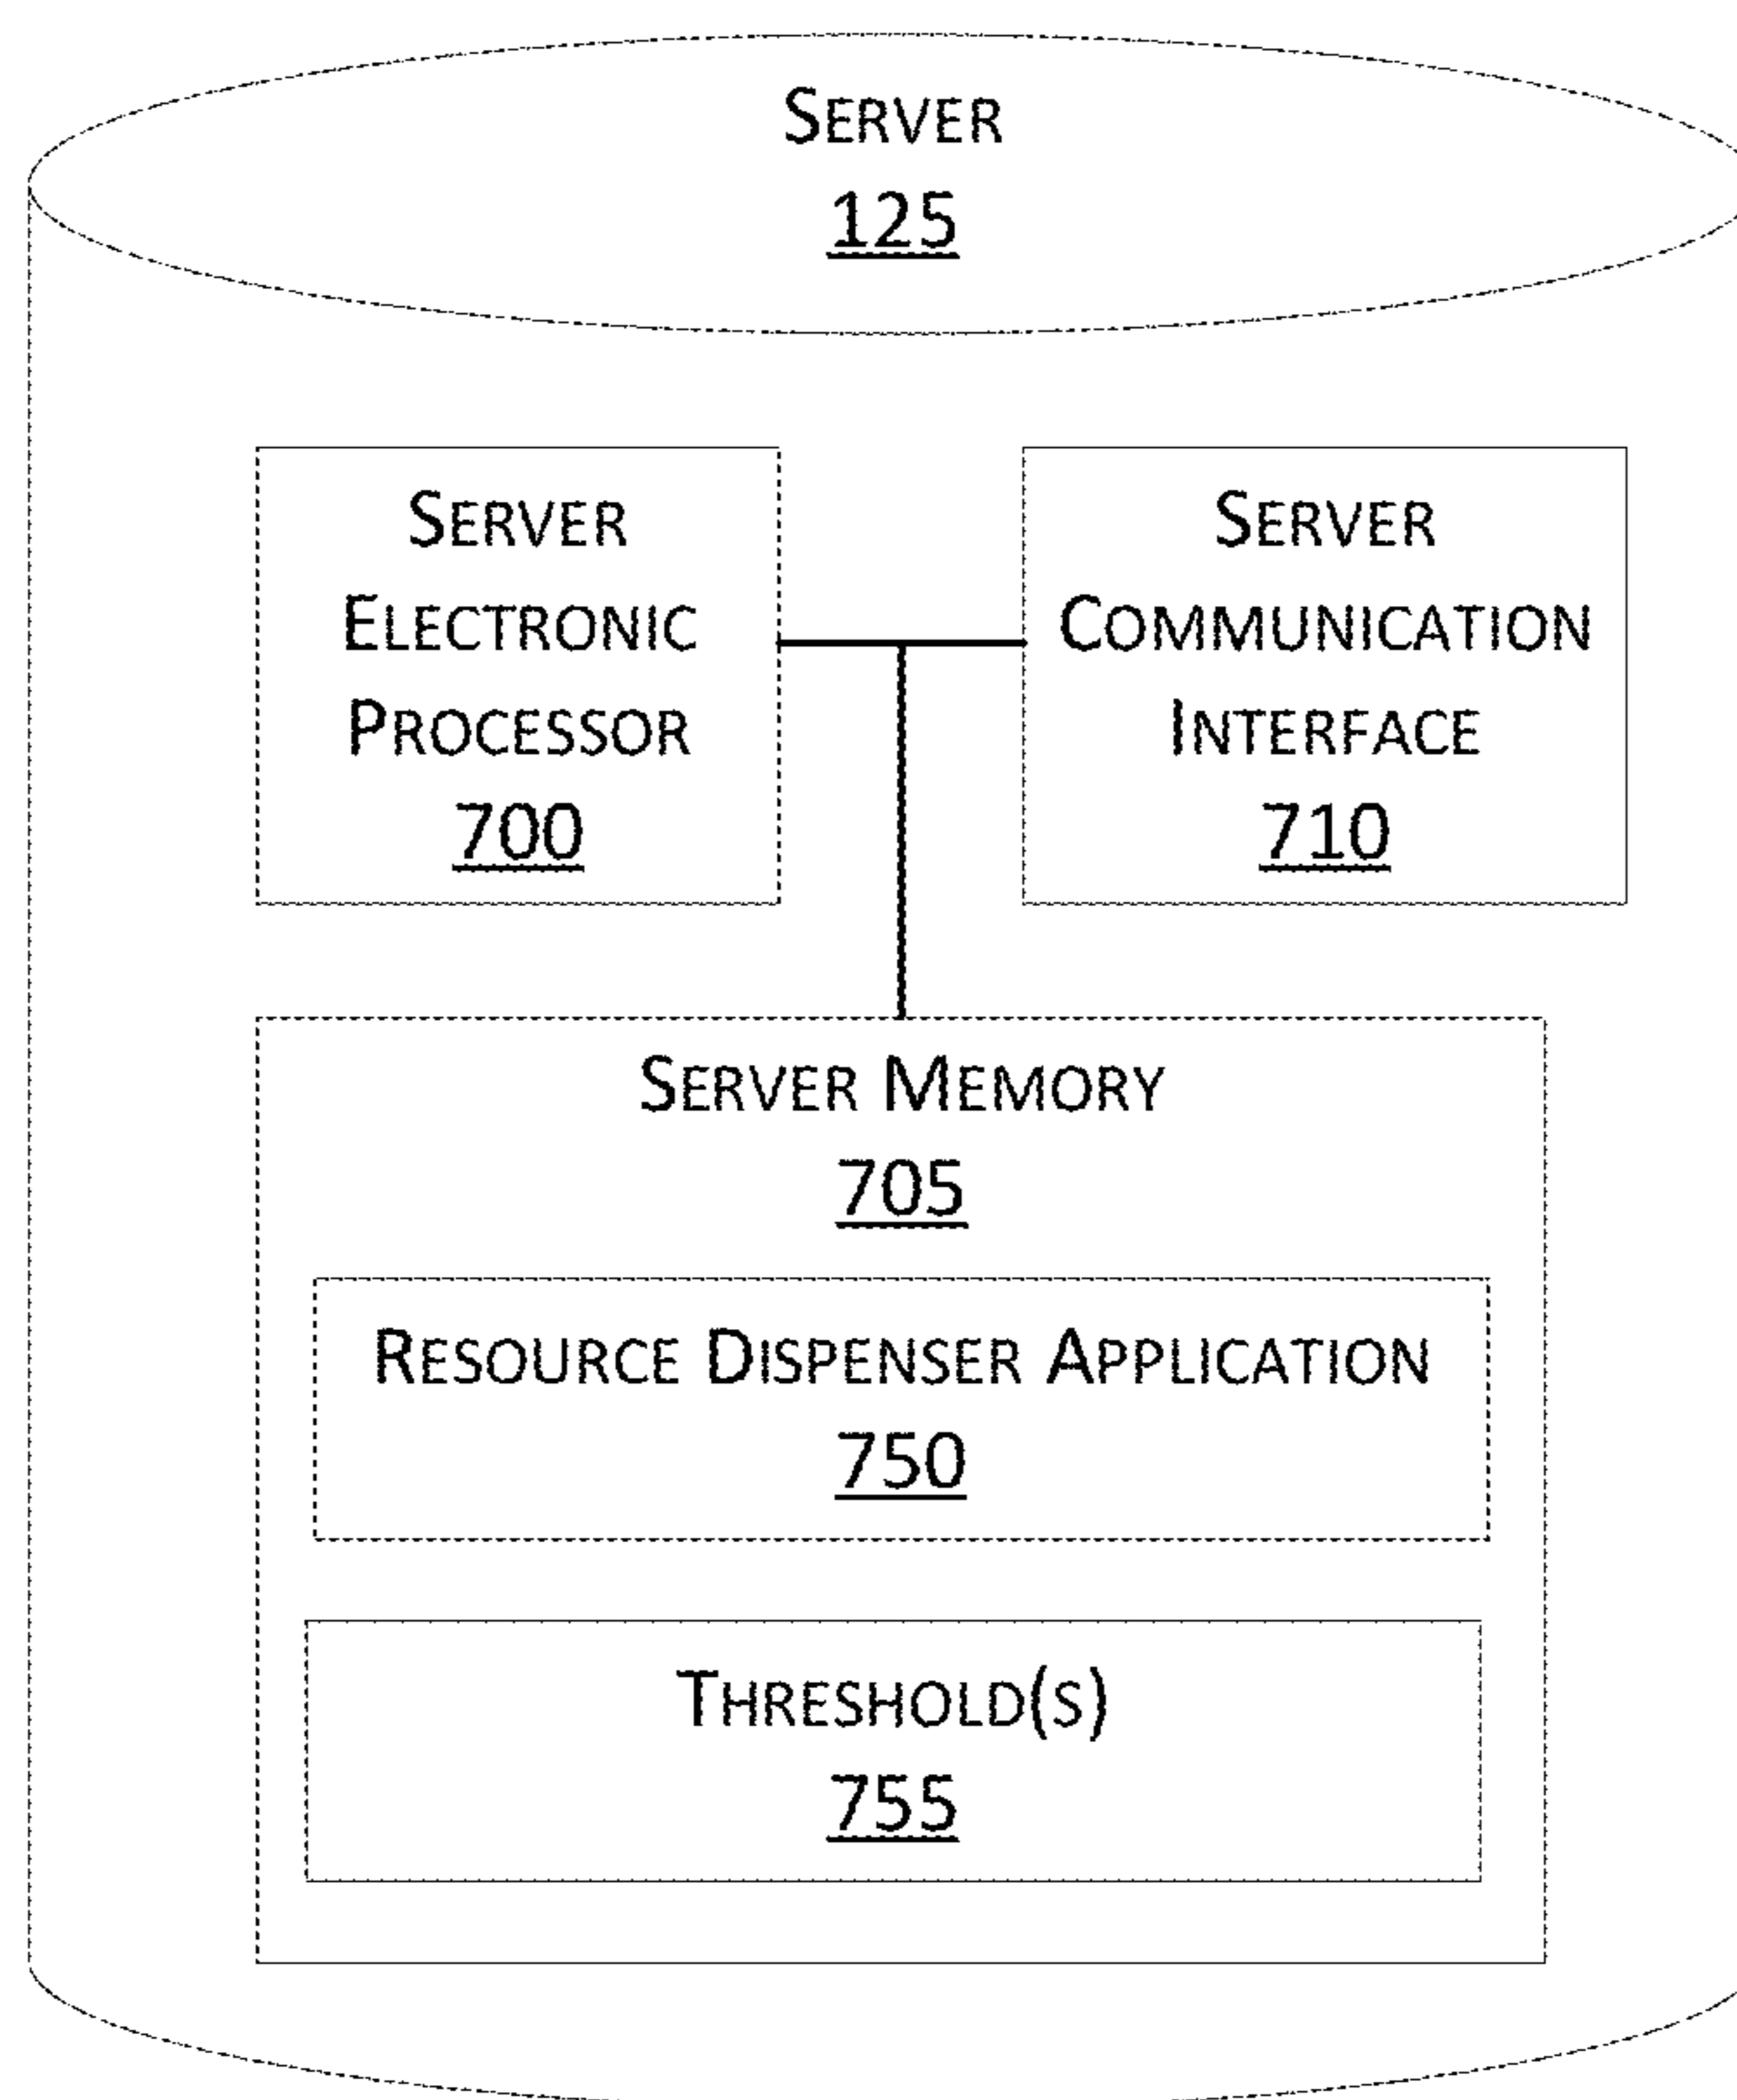 SERVER
125
SERVER
ELECTRONIC
PROCESSOR
700
SERVER
COMMUNICATION
INTERFACE
710
SERVER MEMORY
705
RESOURCE DISPENSER APPLICATION
750
THRESHOLD(S)
755